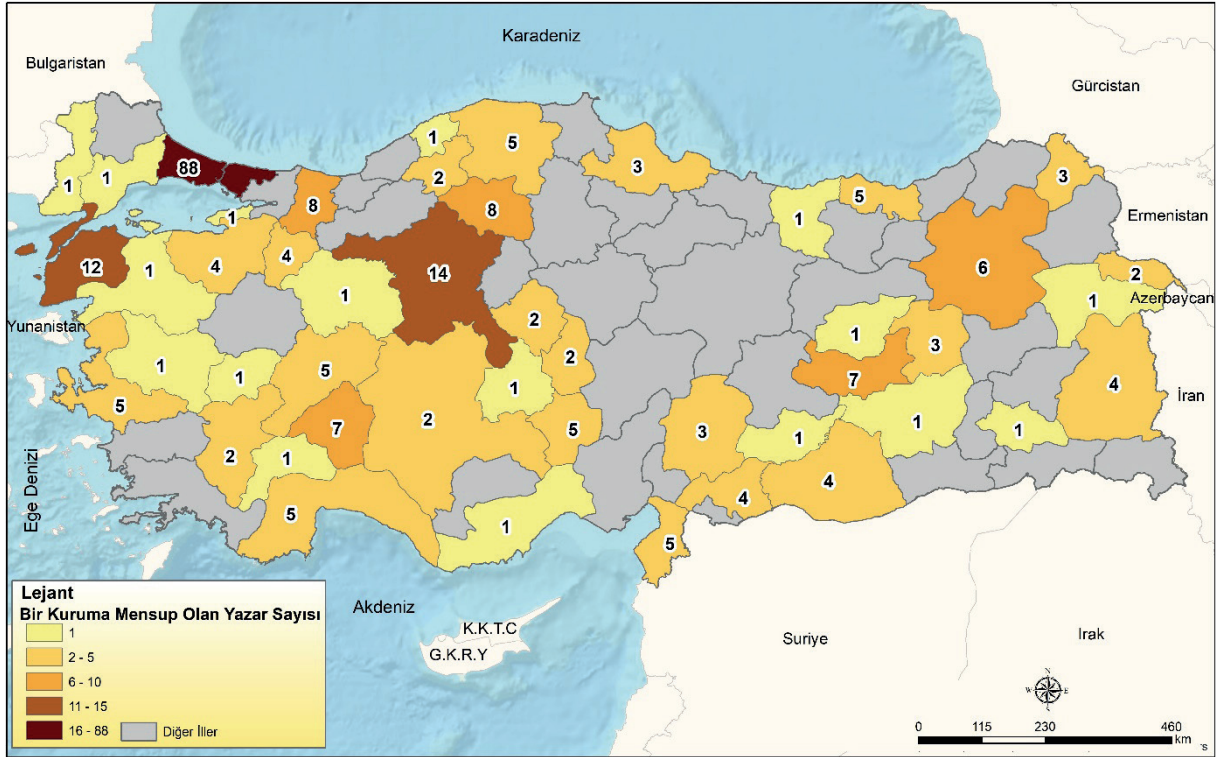 Karadeniz
Bulgaristan
Gürcistan
1
5
88
2
3
3
1
1
5
Ermenistan
8
8
1
1
12
4
4
14
6
2
1
1
1
Azerbaycan
Yunanistan
2
1
3
1
1
5
2
7
4
İran
5
1
2
7
5
3
1
1
1
2
1
4
4
5
1
5
Ege Denizi
Akdeniz
K.K.T.C
G.K.R.Y
Suriye
Irak
Lejant
Bir Kuruma Mensup Olan Yazar Sayısı
1
2 - 5
6 - 10
11 - 15
16 - 88
Diğer İller
N
W
E
S
0 115 230 460
km
's